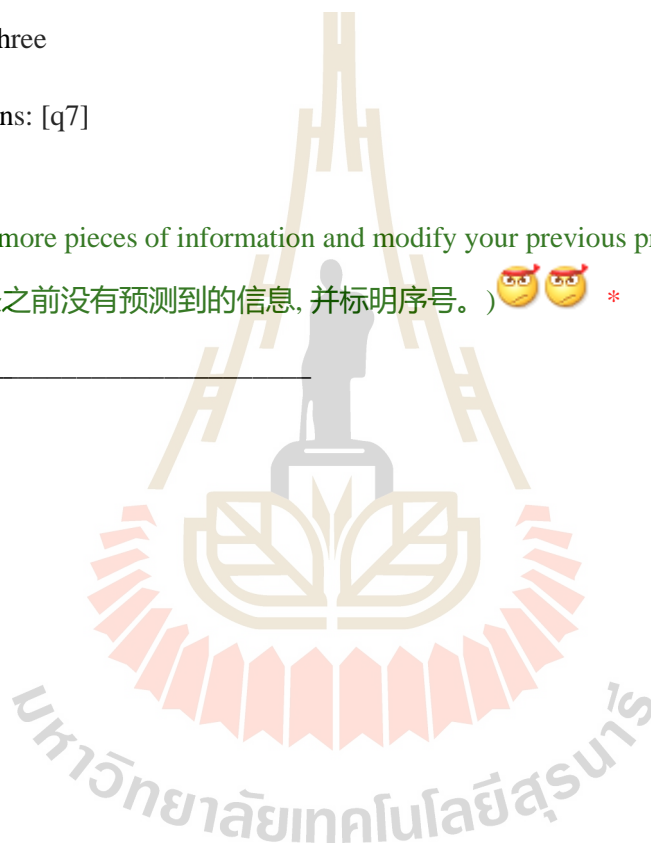 hree
ns: [q7]
more pieces of information and modify your previous pr
之前没有预测到的信息, 并标明序号。) *
มหาวิทยาลัยเทคโนโลยีสุรนารี